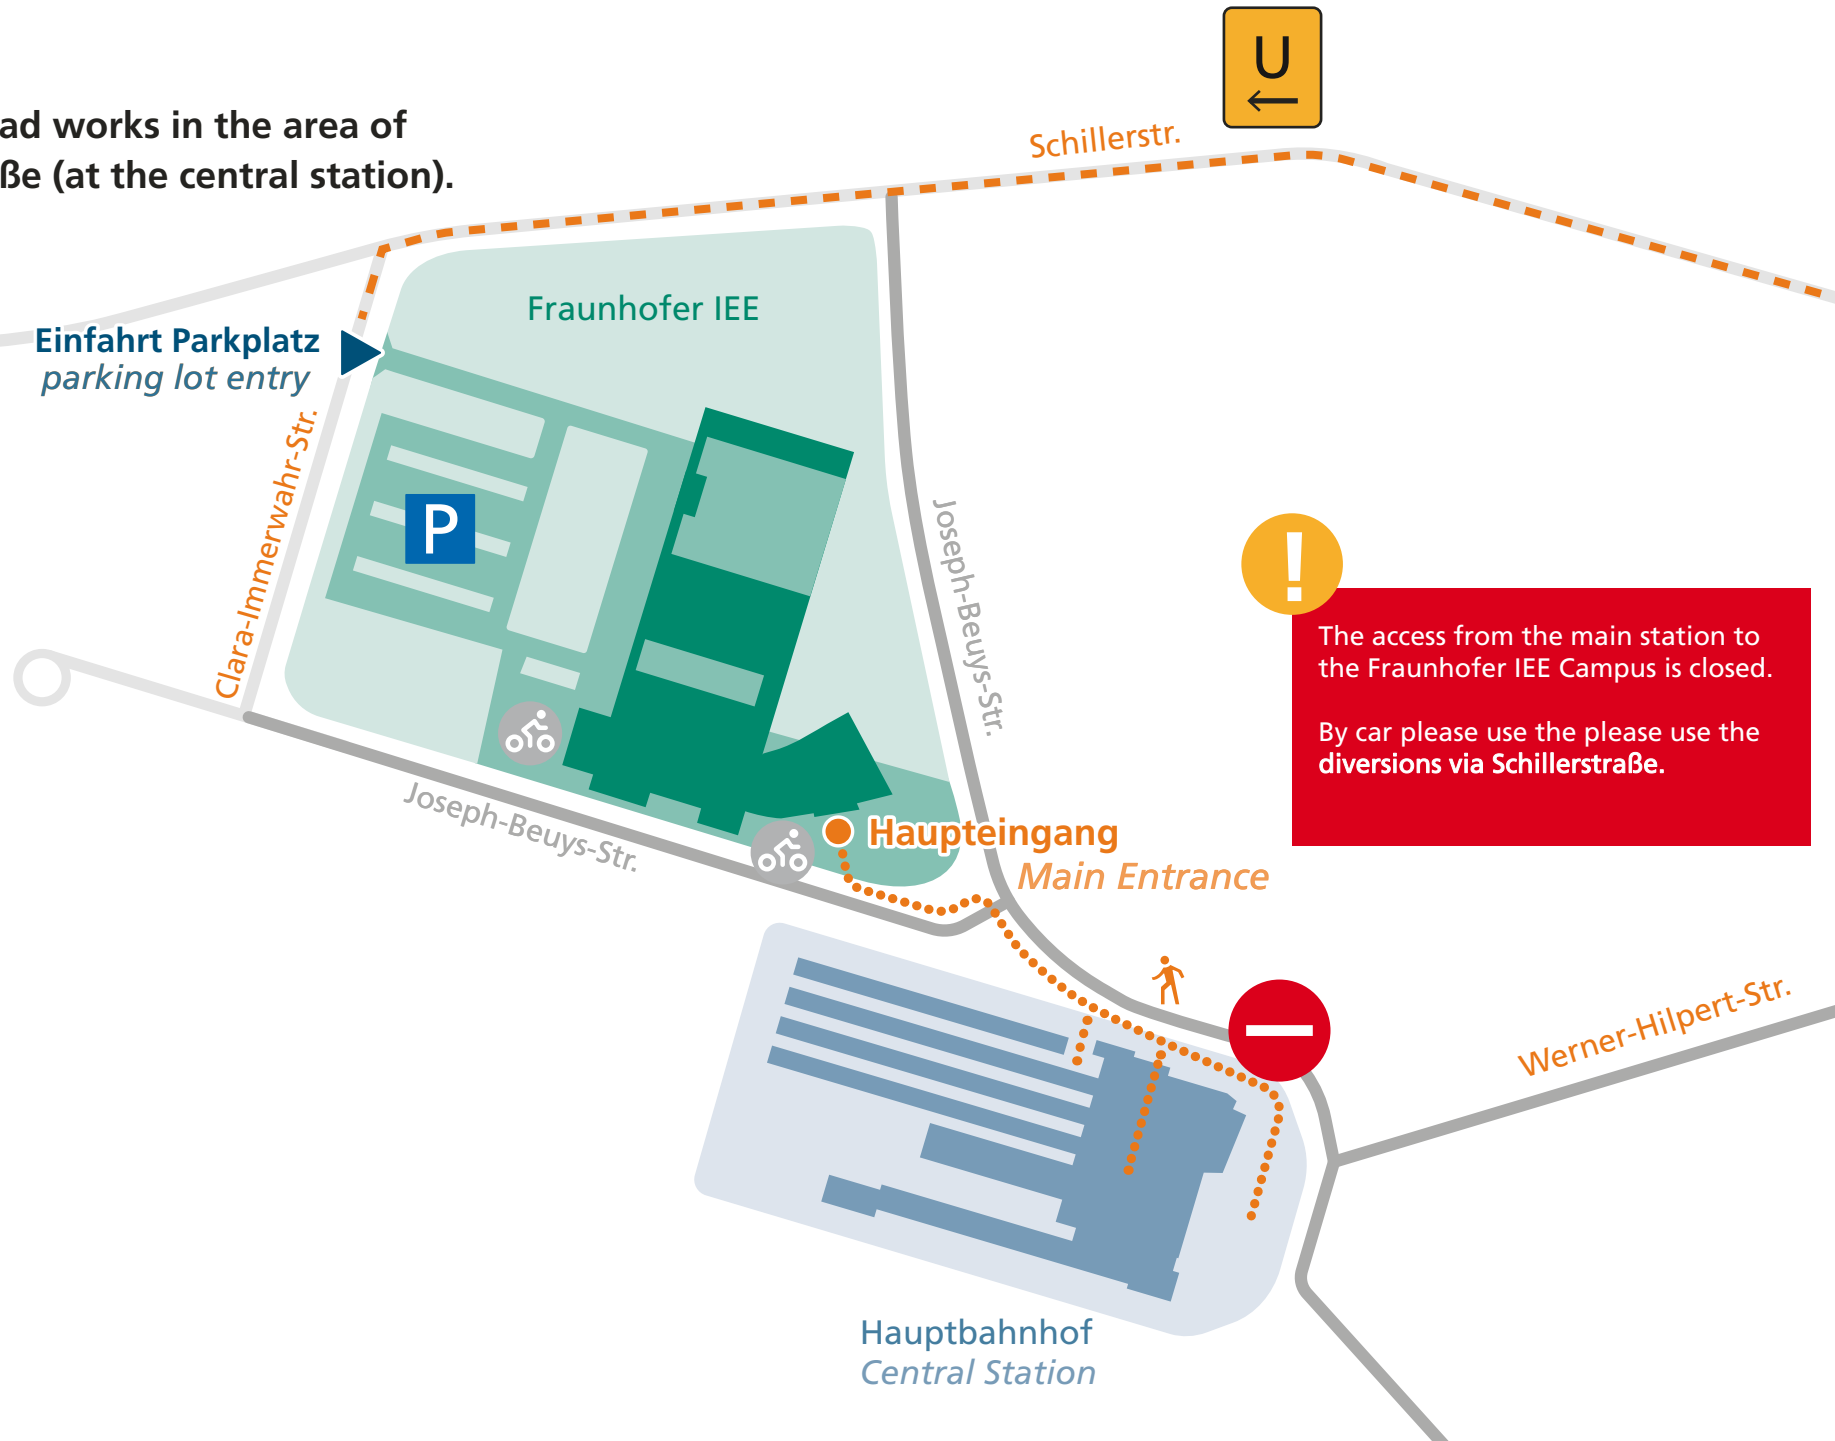 U
ad works in the area of
ße (at the central station).
Schillerstr.
Fraunhofer IEE
Einfahrt Parkplatz
parking lot entry
Clara-Immerwahr-Str.
P
Joseph-Beuys-Str.
!
The access from the main station to
the Fraunhofer IEE Campus is closed.
By car please use the please use the
diversions via Schillerstraße.
Joseph-Beuys-Str.
Haupteingang
Main Entrance
Werner-Hilpert-Str.
Hauptbahnhof
Central Station